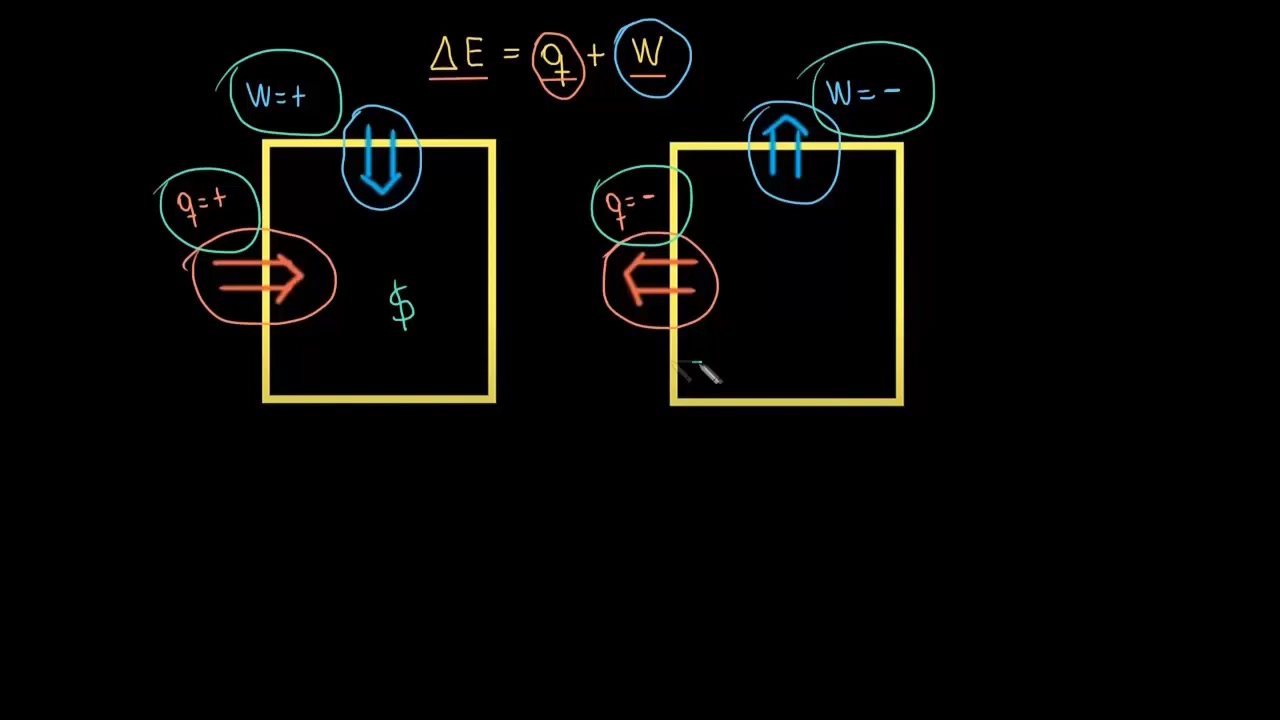 ΔE = q + W
W=+
W=-
q=+
q=-
$